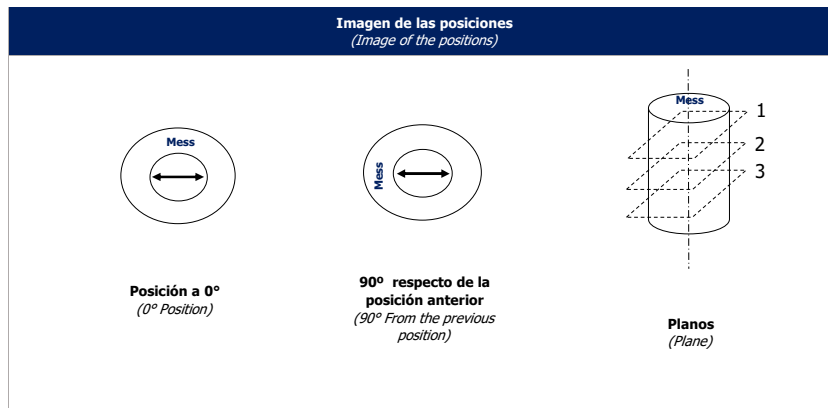 Imagen de las posiciones
(Image of the positions)
Mess
Posición a 0°
(0° Position)
Mess
90º respecto de la
posición anterior
(90° From the previous
position)
Mess
1
2
3
Planos
(Plane)